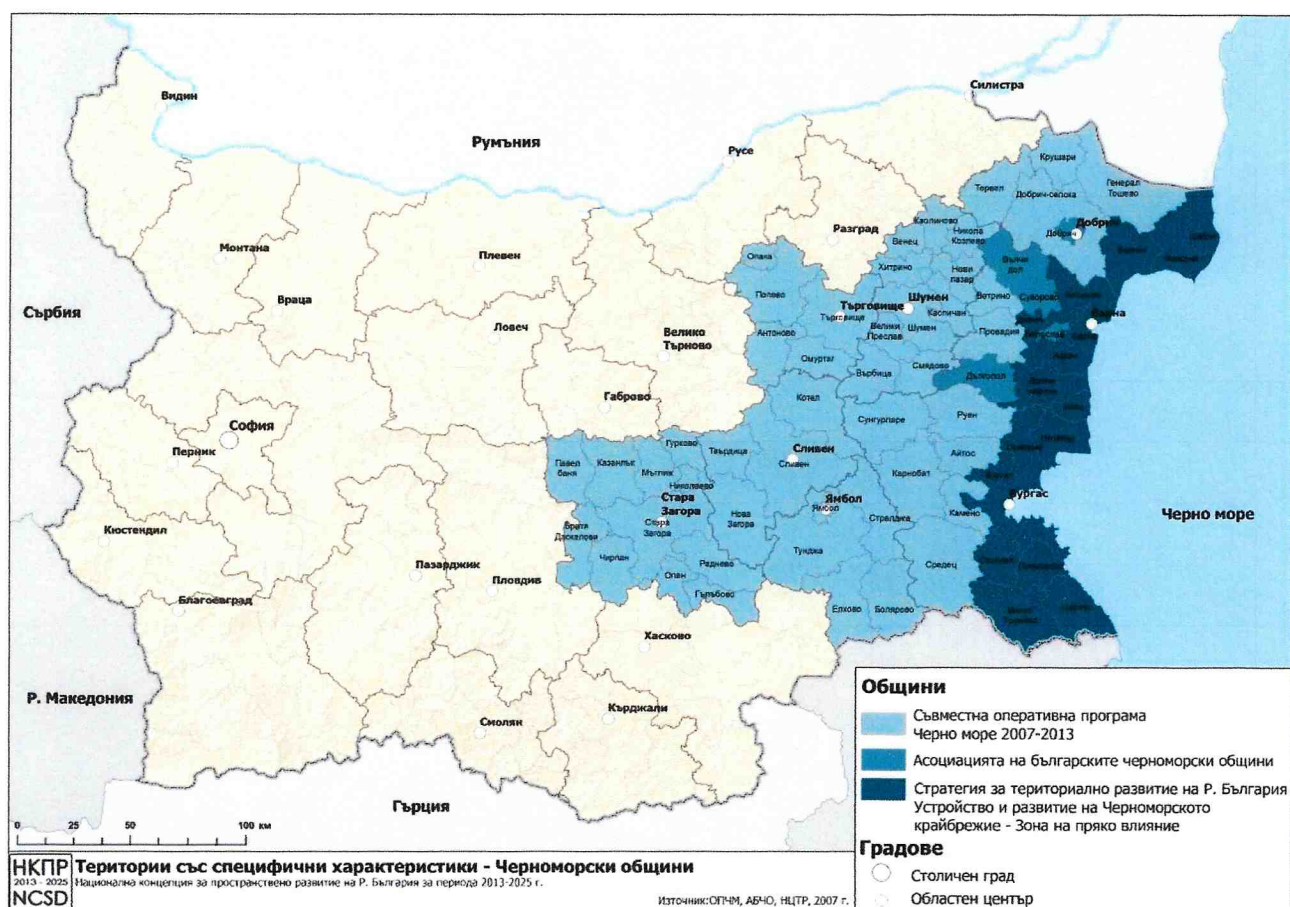 Силистра
Видин
Румъния
Русе
Крушари
Тервел
Добрич-селска
Генерал
Тошево
Каолиново
Разград
Никола
Козлево
Добрич
Добрич
Венец
Монтана
Плевен
Опака
Хитрино
Нови
пазар
Вълчи
дол
Враца
Попово
Суворово
Ветрино
Сърбия
Търговище
Търговище
Шумен
Каспичан
Варна
Ловеч
Велико
Търново
Антоново
Велики
Преслав
Шумен
Провадия
Омуртаг
Върбица
Смядово
Дългопол
Габрово
Котел
София
Сунгурларе
Руен
Перник
Гурково
Твърдица
Сливен
Сливен
Айтос
Павел
баня
Казанлък
Мъглиж
Николаево
Карнобат
Стара
Загора
Ямбол
Ямбол
Бургас
Черно море
Кюстендил
Братя
Даскалови
Стара
Загора
Нова
Загора
Стралджа
Камено
Чирпан
Тунджа
Пазарджик
Опан
Раднево
Средец
Пловдив
Гълъбово
Благоевград
Елхово
Болярово
Хасково
Р. Македония
Кърджали
Смолян
Гърция
0 25 50 100 км
Общини
Съвместна оперативна програма
Черно море 2007-2013
Асоциацията на българските черноморски общини
Стратегия за териториално развитие на Р. България
Устройство и развитие на Черноморското
крайбрежие - Зона на пряко влияние
Градове
Столичен град
Областен център
НКПР
2013 - 2025
NCSD
Територии със специфични характеристики - Черноморски общини
Национална концепция за пространствено развитие на Р. България за периода 2013-2025 г.
Източник:ОПЧМ, АБЧО, НЦТР, 2007 г.